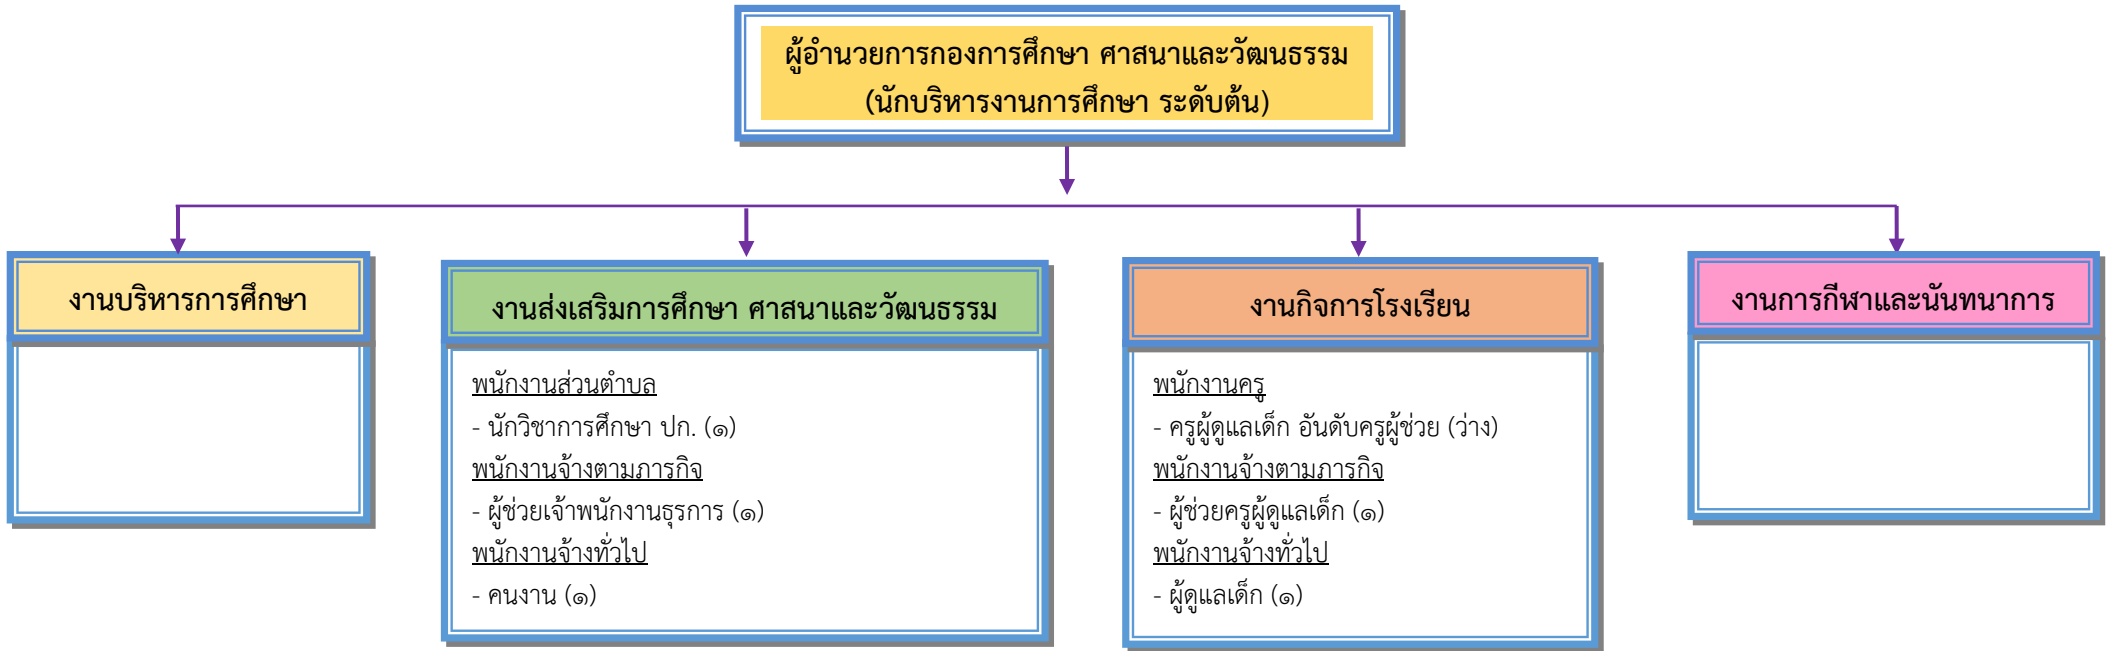 ผู้อำนวยการกองการศึกษา ศาสนาและวัฒนธรรม
(นักบริหารงานการศึกษา ระดับต้น)
งานบริหารการศึกษา
งานส่งเสริมการศึกษา ศาสนาและวัฒนธรรม
พนักงานส่วนตำบล
- นักวิชาการศึกษา ปก. (๑)
พนักงานจ้างตามภารกิจ
- ผู้ช่วยเจ้าพนักงานธุรการ (๑)
พนักงานจ้างทั่วไป
- คนงาน (๑)
งานกิจการโรงเรียน
พนักงานครู
- ครูผู้ดูแลเด็ก อันดับครูผู้ช่วย (ว่าง)
พนักงานจ้างตามภารกิจ
- ผู้ช่วยครูผู้ดูแลเด็ก (๑)
พนักงานจ้างทั่วไป
- ผู้ดูแลเด็ก (๑)
งานการกีฬาและนันทนาการ